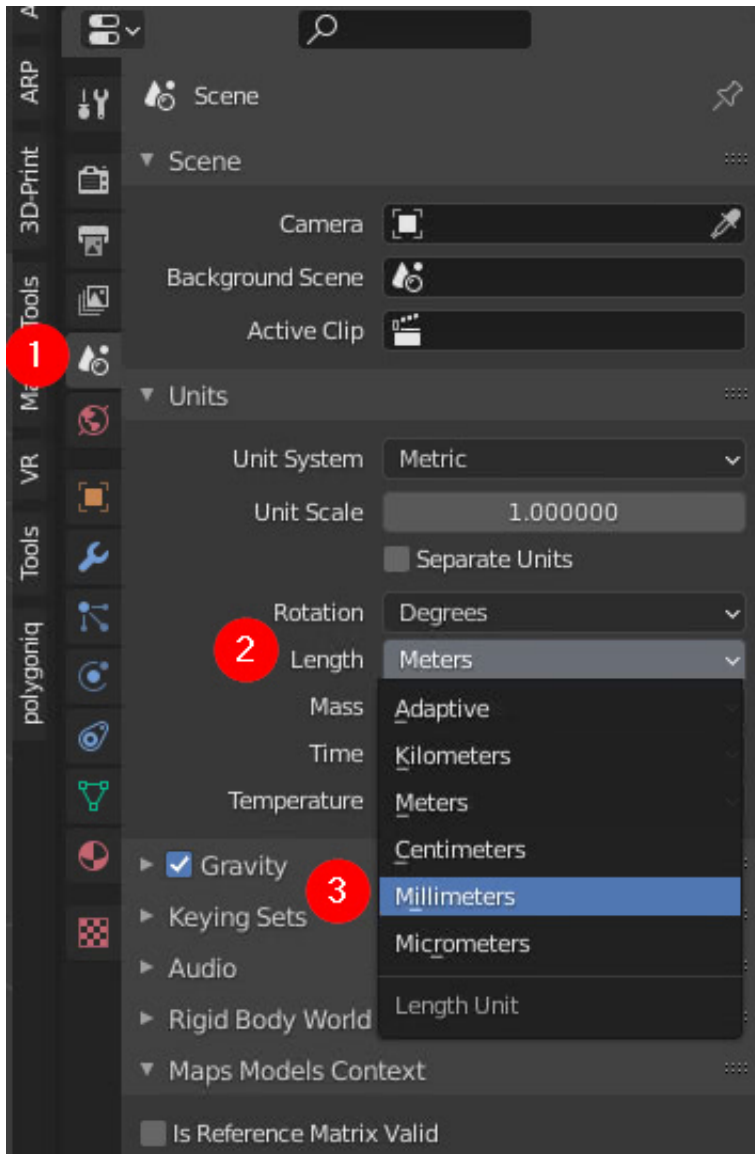 ARP
3D-Print
Tools
VR
Tools
polygoniq
Scene
Scene
Camera
Background Scene
Active Clip
1
Units
Unit System Metric
Unit Scale 1.000000
Separate Units
Rotation Degrees
2
Length Meters
Mass Adaptive
Time Kilometers
Temperature Meters
Centimeters
Gravity
3
Millimeters
Keying Sets
Micrometers
Audio
Length Unit
Rigid Body World
Maps Models Context
Is Reference Matrix Valid